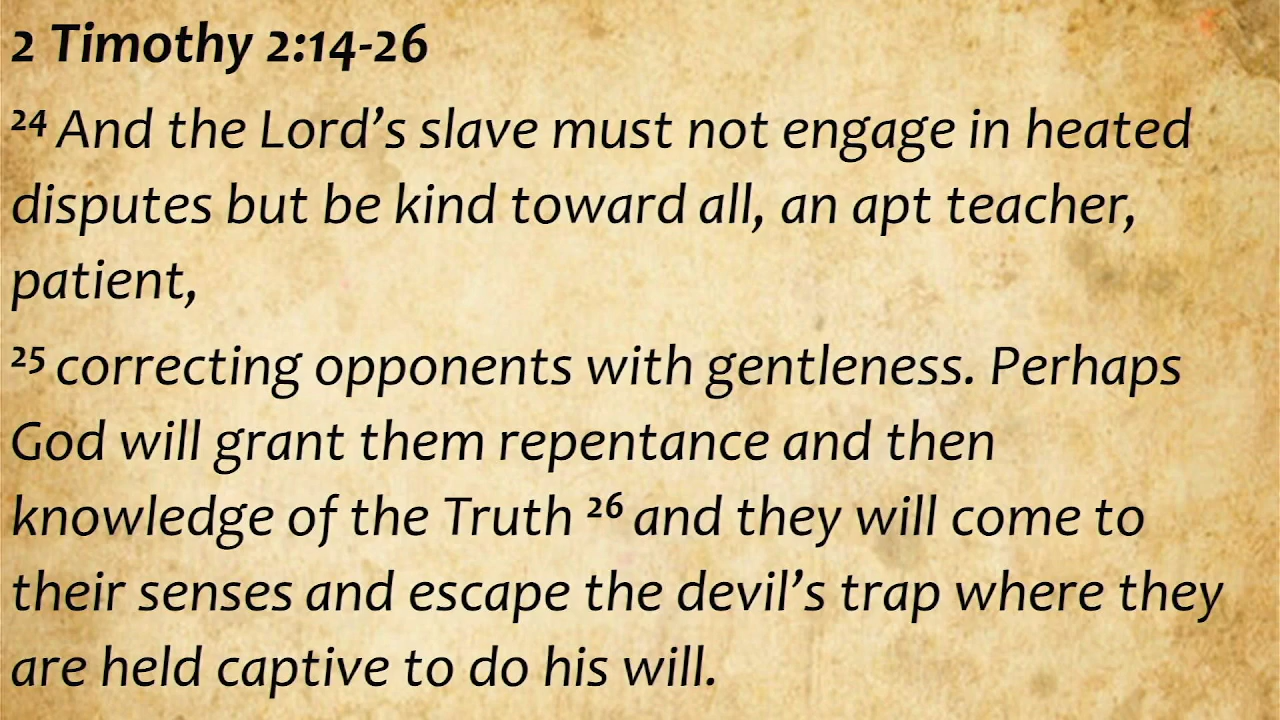 2 Timothy 2:14-26
24 And the Lord’s slave must not engage in heated
disputes but be kind toward all, an apt teacher,
patient,
25 correcting opponents with gentleness. Perhaps
God will grant them repentance and then
knowledge of the Truth 26 and they will come to
their senses and escape the devil’s trap where they
are held captive to do his will.